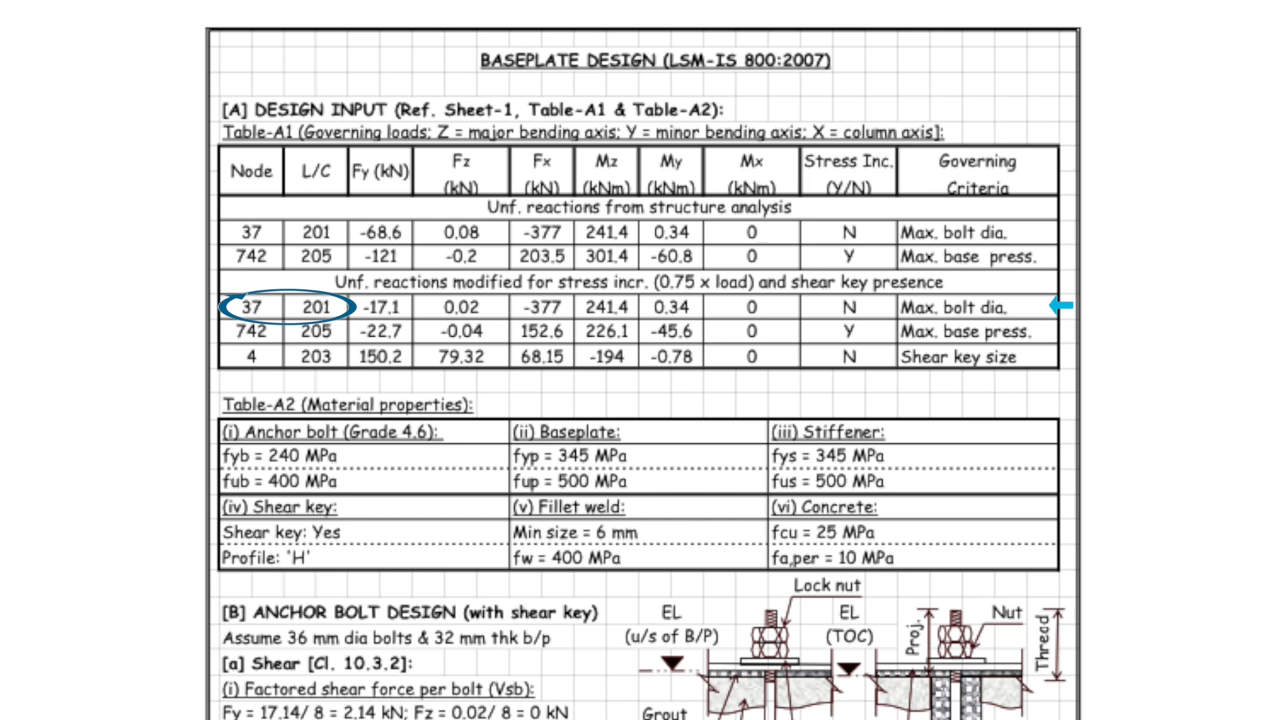 BASEPLATE DESIGN (LSM-IS 800:2007)
[A] DESIGN INPUT (Ref. Sheet-1, Table-A1 & Table-A2):
Table-A1 (Governing loads; Z = major bending axis; Y = minor bending axis; X = column axis]:
Node L/C Fy (kN) Fz (kN) Fx (kN) Mz (kNm) My (kNm) Mx (kNm) Stress Inc. (Y/N) Governing Criteria
Unf. reactions from structure analysis
37 201 -68.6 0.08 -377 241.4 0.34 0 N Max. bolt dia.
742 205 -121 -0.2 203.5 301.4 -60.8 0 Y Max. base press.
Unf. reactions modified for stress incr. (0.75 x load) and shear key presence
37 201 -17.1 0.02 -377 241.4 0.34 0 N Max. bolt dia.
742 205 -22.7 -0.04 152.6 226.1 -45.6 0 Y Max. base press.
4 203 150.2 79.32 68.15 -194 -0.78 0 N Shear key size
Table-A2 (Material properties):
(i) Anchor bolt (Grade 4.6): (ii) Baseplate: (iii) Stiffener:
fyb = 240 MPa fyp = 345 MPa fys = 345 MPa
fub = 400 MPa fup = 500 MPa fus = 500 MPa
(iv) Shear key: (v) Fillet weld: (vi) Concrete:
Shear key: Yes Min size = 6 mm fcu = 25 MPa
Profile: 'H' fw = 400 MPa fa,per = 10 MPa
[B] ANCHOR BOLT DESIGN (with shear key)
Assume 36 mm dia bolts & 32 mm thk b/p
[a] Shear [Cl. 10.3.2]:
(i) Factored shear force per bolt (Vsb):
Fy = 17.14/ 8 = 2.14 kN; Fz = 0.02/ 8 = 0 kN
Lock nut
EL
(u/s of B/P)
EL
(TOC)
Proj.
Nut
Thread
Grout